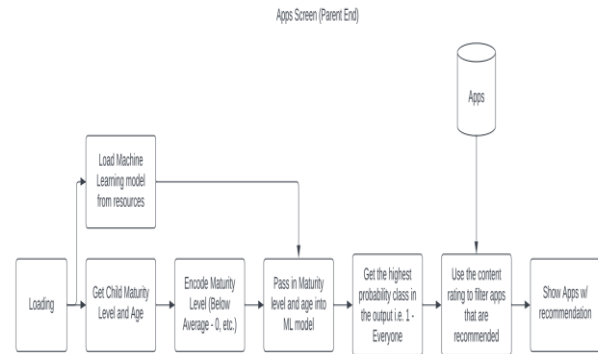 Apps Screen (Parent End)
Apps
Load Machine
Learning model
from resources
Loading
Get Child Maturity
Level and Age
Encode Maturity
Level (Below
Average - 0, etc.)
Pass in Maturity
level and age into
ML model
Get the highest
probability class in
the output i.e. 1 -
Everyone
Use the content
rating to filter apps
that are
recommended
Show Apps w/
recommendation